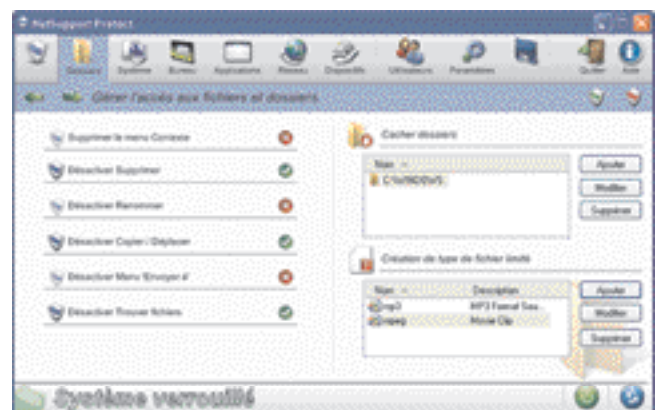 NetSupport Protect
Dossiers Système Bureau Applications Réseau Dispositifs Utilisateurs Paramètres Quitter Aide
Gérer l'accès aux fichiers et dossiers
Supprimer le menu Contexte
Désactiver Supprimer
Désactiver Renommer
Désactiver Copier / Déplacer
Désactiver Menu 'Envoyer à'
Désactiver Trouver fichiers
Cacher dossiers
Nom
C:\WINDOWS
Ajouter
Modifier
Supprimer
Création de type de fichier limité
Nom Description
mp3 MP3 Format Sou...
mpeg Movie Clip
Ajouter
Modifier
Supprimer
Système verrouillé